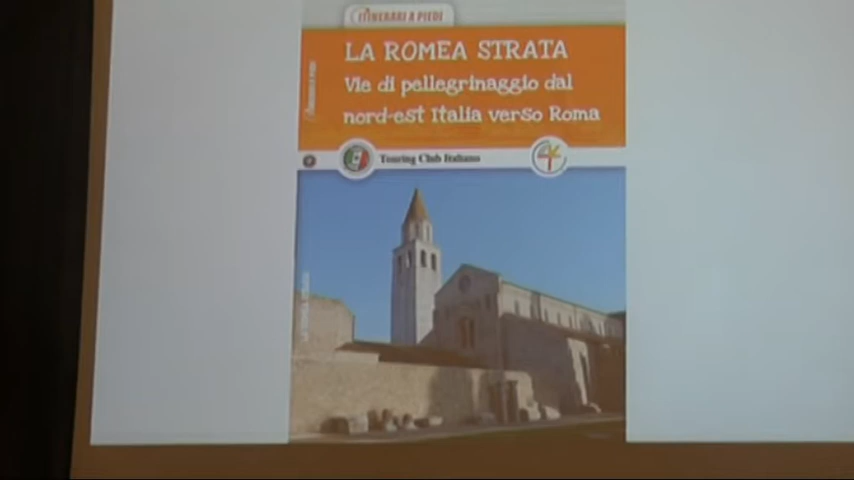 ITINERARI A PIEDI
LA ROMEA STRATA
Vie di pellegrinaggio dal
nord-est Italia verso Roma
Touring Club Italiano